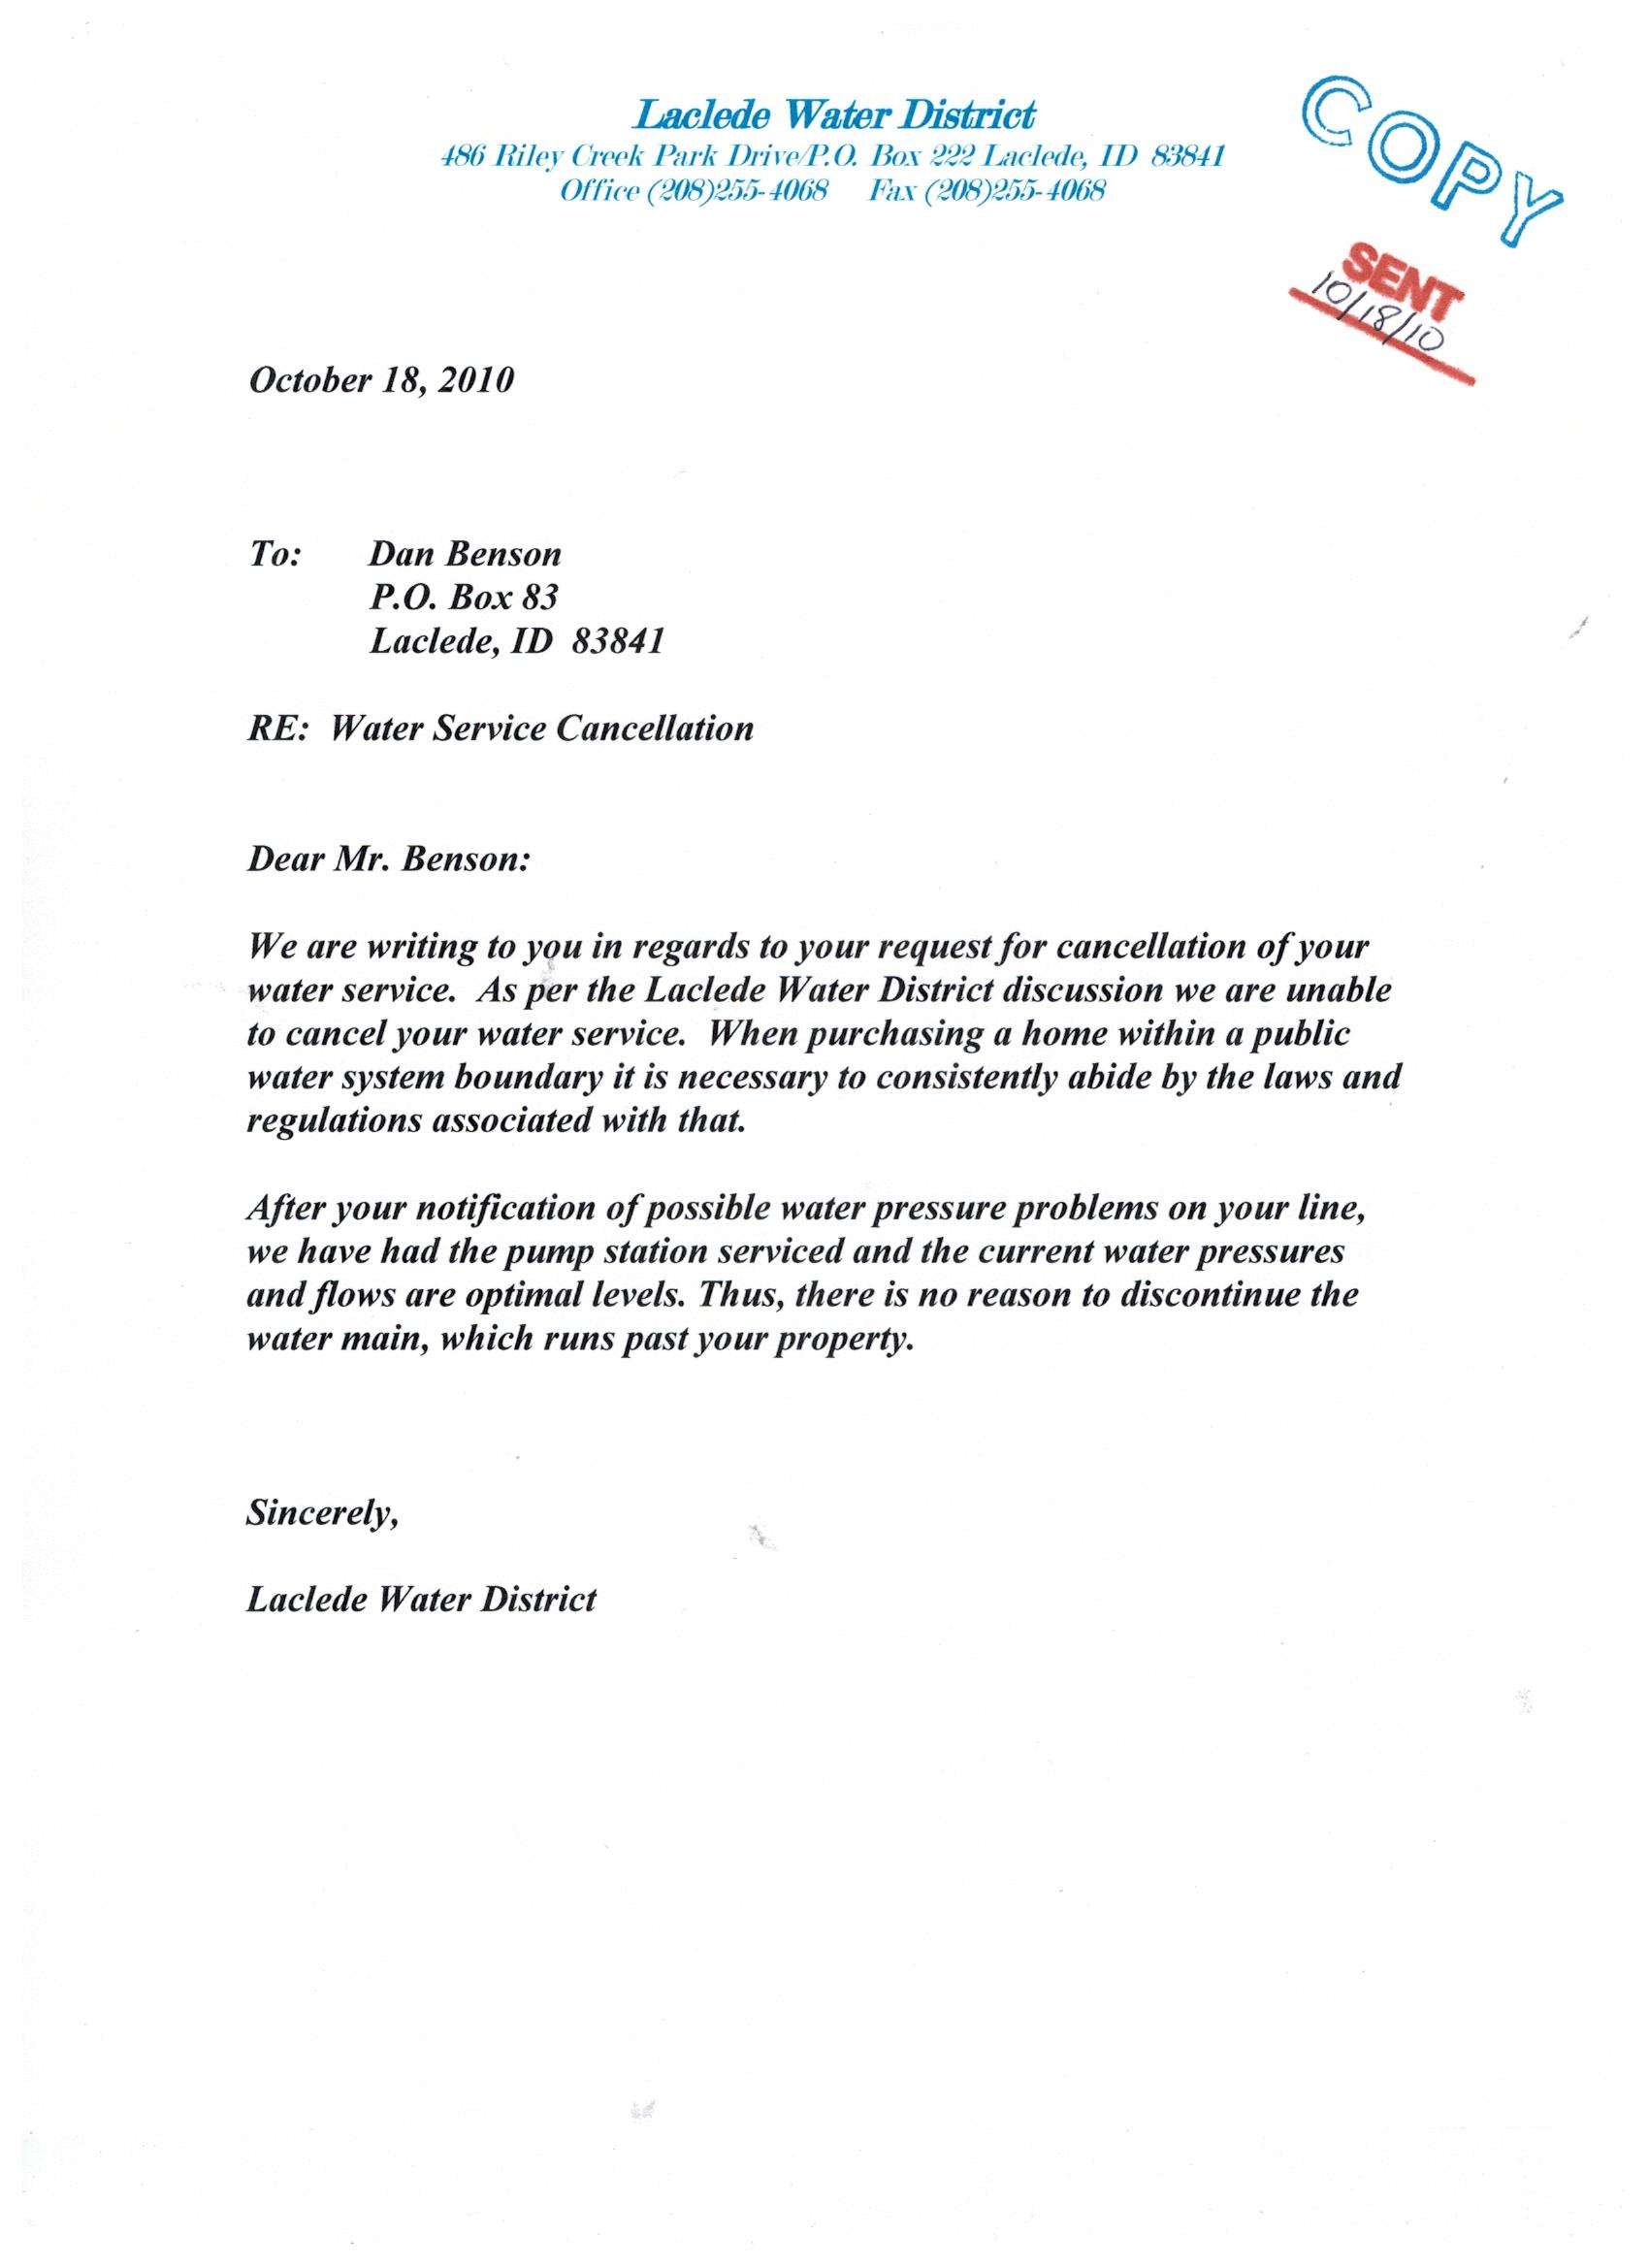 Laclede Water District
486 Riley Creek Park Drive/P.O. Box 222 Laclede, ID 83841
Office (208)255-4068 Fax (208)255-4068
COPY
SENT
10/18/10
October 18, 2010
To: Dan Benson
P.O. Box 83
Laclede, ID 83841
RE: Water Service Cancellation
Dear Mr. Benson:
We are writing to you in regards to your request for cancellation of your
water service. As per the Laclede Water District discussion we are unable
to cancel your water service. When purchasing a home within a public
water system boundary it is necessary to consistently abide by the laws and
regulations associated with that.
After your notification of possible water pressure problems on your line,
we have had the pump station serviced and the current water pressures
and flows are optimal levels. Thus, there is no reason to discontinue the
water main, which runs past your property.
Sincerely,
Laclede Water District